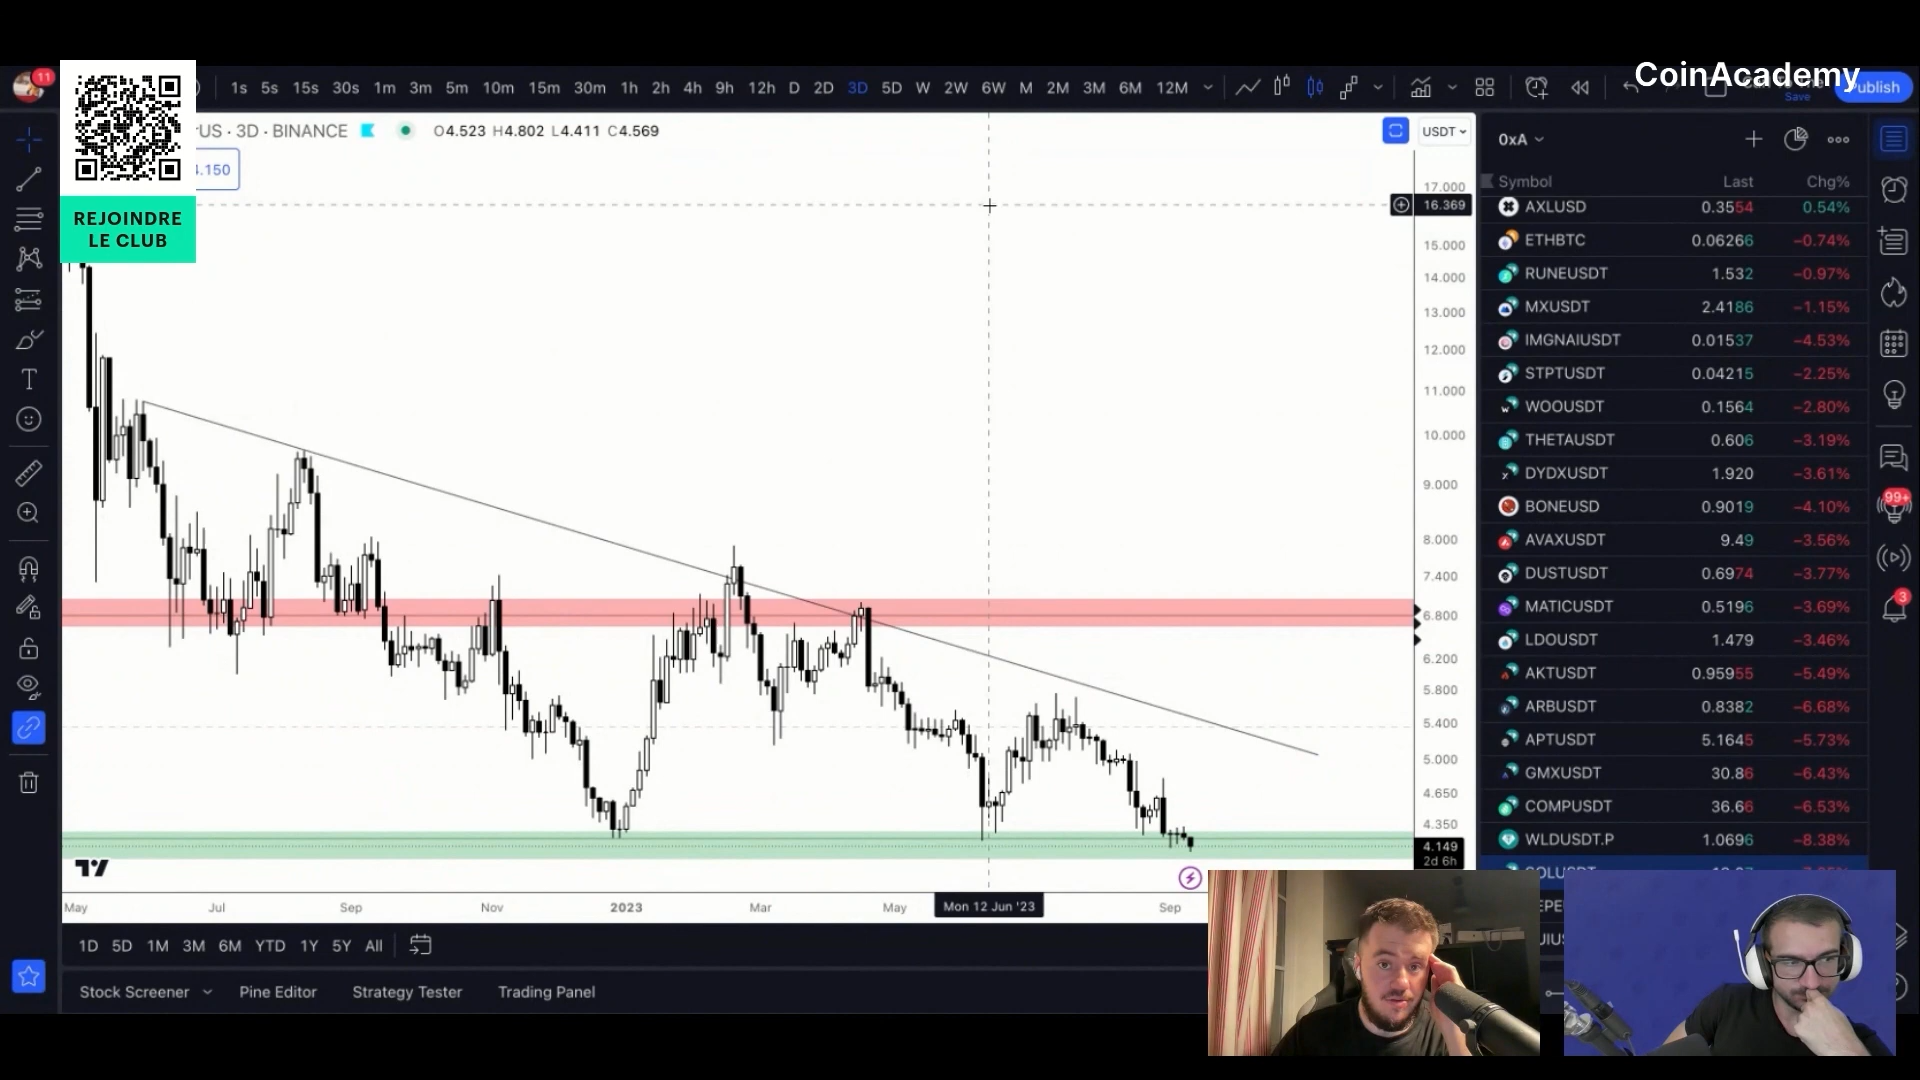 CoinAcademy
11
1s 5s 15s 30s 1m 3m 5m 10m 15m 30m 1h 2h 4h 9h 12h D 2D 3D 5D W 2W 6W M 2M 3M 6M 12M
Save
Publish
REJOINDRE
LE CLUB
3D · BINANCE O4.523 H4.802 L4.411 C4.569
4.150
USDT
17.000
16.369
15.000
14.000
13.000
12.000
11.000
10.000
9.000
8.000
7.400
6.800
6.200
5.800
5.400
5.000
4.650
4.350
4.149
2d 6h
May Jul Sep Nov 2023 Mar May Mon 12 Jun '23 Sep
1D 5D 1M 3M 6M YTD 1Y 5Y All
Stock Screener Pine Editor Strategy Tester Trading Panel
0xA
Symbol Last Chg%
AXLUSD 0.3554 0.54%
ETHBTC 0.06266 −0.74%
RUNEUSDT 1.532 −0.97%
MXUSDT 2.4186 −1.15%
IMGNAIUSDT 0.01537 −4.53%
STPTUSDT 0.04215 −2.25%
WOOUSDT 0.1564 −2.80%
THETAUSDT 0.606 −3.19%
DYDXUSDT 1.920 −3.61%
BONEUSD 0.9019 −4.10%
AVAXUSDT 9.49 −3.56%
DUSTUSDT 0.6974 −3.77%
MATICUSDT 0.5196 −3.69%
LDOUSDT 1.479 −3.46%
AKTUSDT 0.95955 −5.49%
ARBUSDT 0.8382 −6.68%
APTUSDT 5.1645 −5.73%
GMXUSDT 30.86 −6.43%
COMPUSDT 36.66 −6.53%
WLDUSDT.P 1.0696 −8.38%
SOLUSDT
99+
3